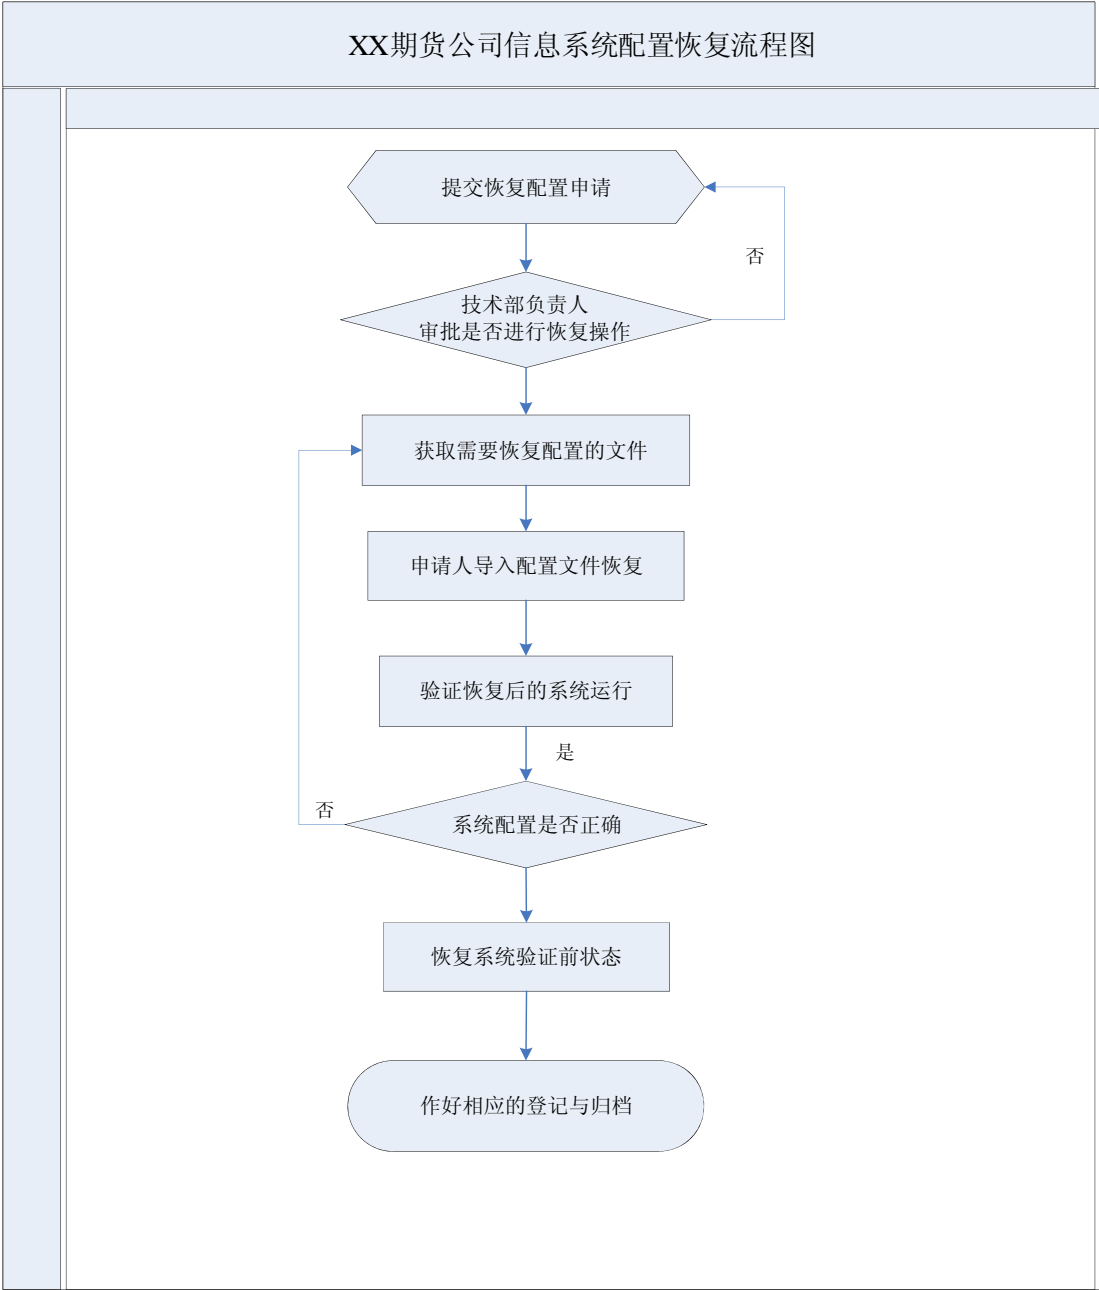 XX期货公司信息系统配置恢复流程图
提交恢复配置申请
否
技术部负责人
审批是否进行恢复操作
获取需要恢复配置的文件
申请人导入配置文件恢复
验证恢复后的系统运行
是
否
系统配置是否正确
恢复系统验证前状态
作好相应的登记与归档